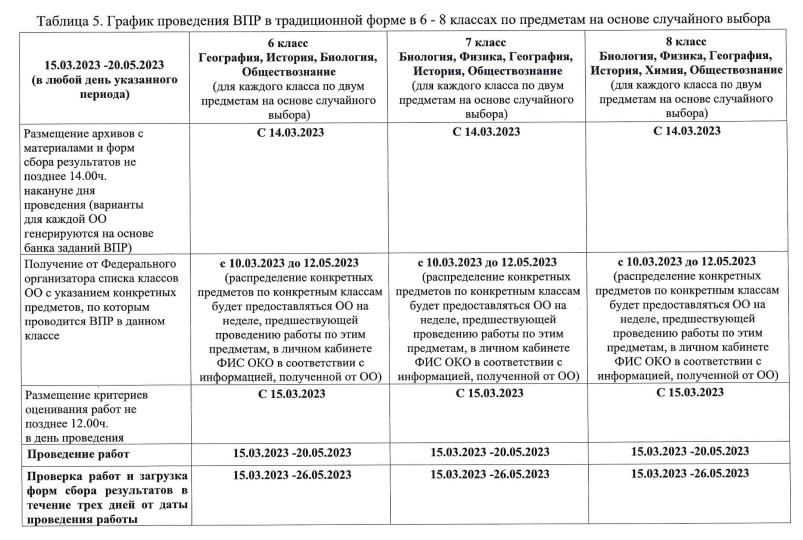 Таблица 5. График проведения ВПР в традиционной форме в 6 - 8 классах по предметам на основе случайного выбора
15.03.2023 -20.05.2023
(в любой день указанного
периода)
6 класс
География, История, Биология,
Обществознание
(для каждого класса по двум
предметам на основе случайного
выбора)
7 класс
Биология, Физика, География,
История, Обществознание
(для каждого класса по двум
предметам на основе случайного
выбора)
8 класс
Биология, Физика, География,
История, Химия, Обществознание
(для каждого класса по двум
предметам на основе случайного
выбора)
Размещение архивов с
материалами и форм
сбора результатов не
позднее 14.00ч.
накануне дня
проведения (варианты
для каждой ОО
генерируются на основе
банка заданий ВПР)
С 14.03.2023
С 14.03.2023
С 14.03.2023
Получение от Федерального
организатора списка классов
ОО с указанием конкретных
предметов, по которым
проводится ВПР в данном
классе
с 10.03.2023 до 12.05.2023
(распределение конкретных
предметов по конкретным классам
будет предоставляться ОО на
неделе, предшествующей
проведению работы по этим
предметам, в личном кабинете
ФИС ОКО в соответствии с
информацией, полученной от ОО)
с 10.03.2023 до 12.05.2023
(распределение конкретных
предметов по конкретным классам
будет предоставляться ОО на
неделе, предшествующей
проведению работы по этим
предметам, в личном кабинете
ФИС ОКО в соответствии с
информацией, полученной от ОО)
с 10.03.2023 до 12.05.2023
(распределение конкретных
предметов по конкретным классам
будет предоставляться ОО на
неделе, предшествующей
проведению работы по этим
предметам, в личном кабинете
ФИС ОКО в соответствии с
информацией, полученной от ОО)
Размещение критериев
оценивания работ не
позднее 12.00ч.
в день проведения
С 15.03.2023
С 15.03.2023
С 15.03.2023
Проведение работ
15.03.2023 -20.05.2023
15.03.2023 -20.05.2023
15.03.2023 -20.05.2023
Проверка работ и загрузка
форм сбора результатов в
течение трех дней от даты
проведения работы
15.03.2023 -26.05.2023
15.03.2023 -26.05.2023
15.03.2023 -26.05.2023